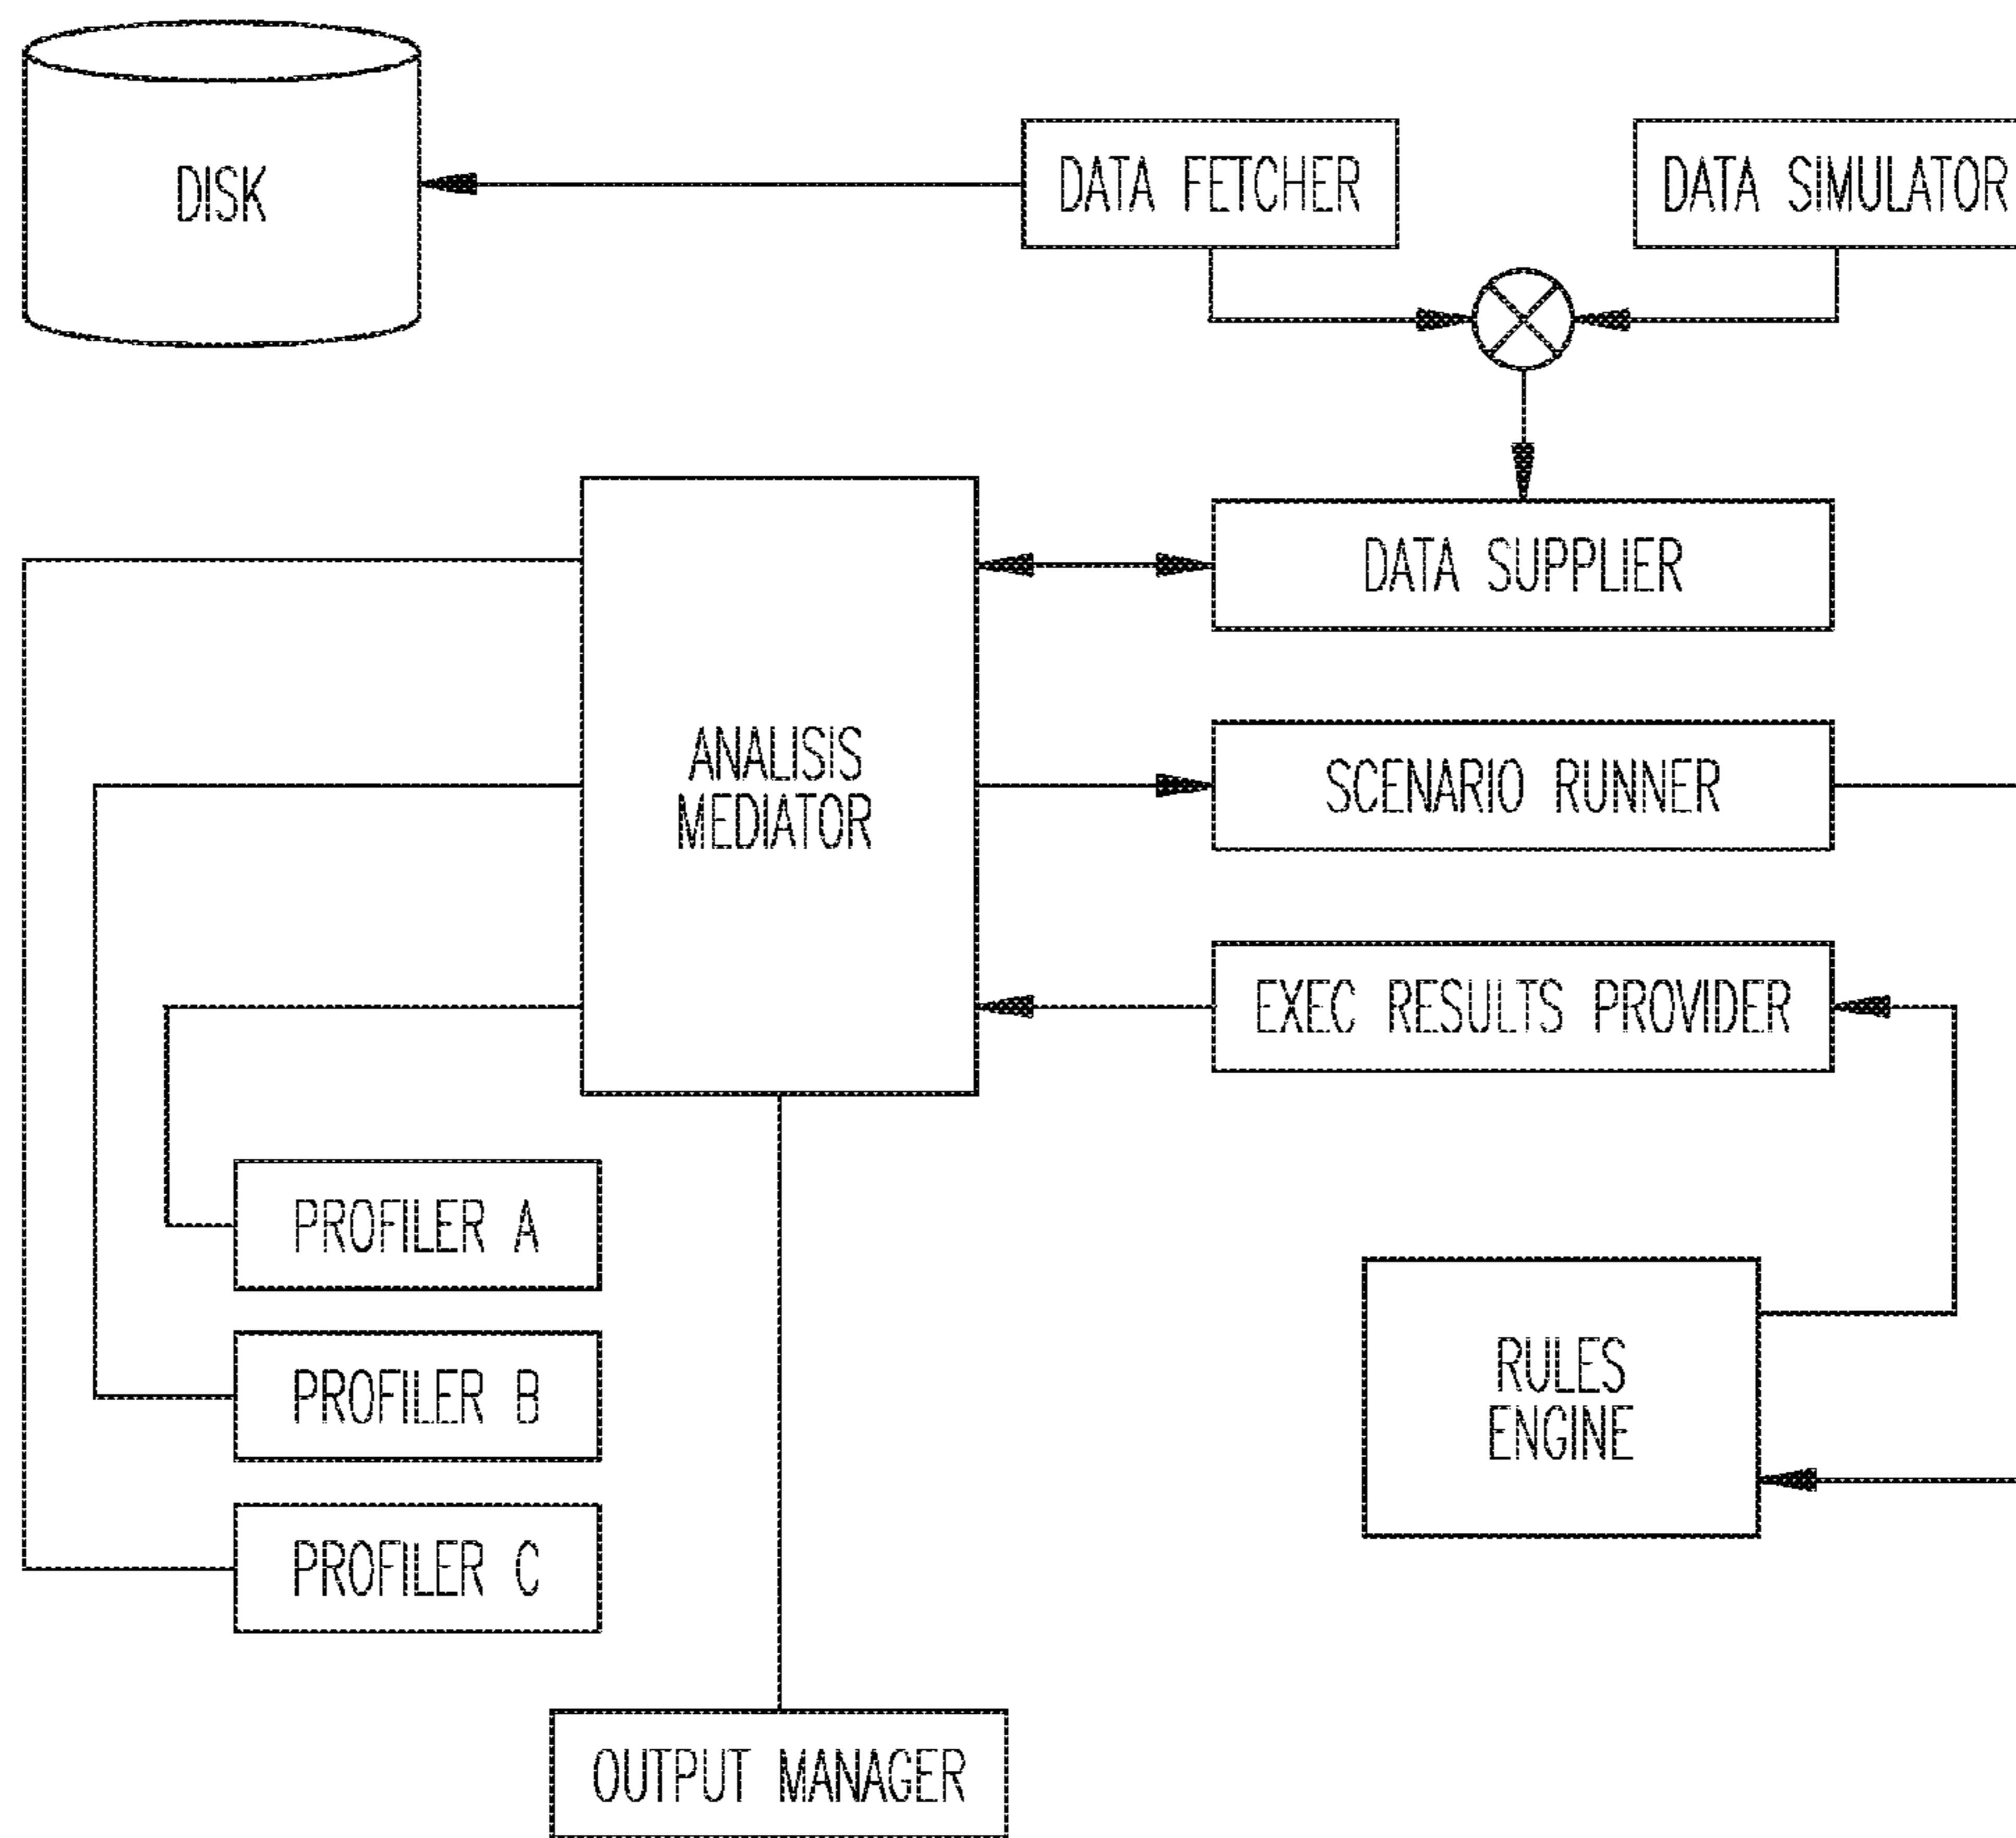 DISK
DATA FETCHER
DATA SIMULATOR
DATA SUPPLIER
ANALISIS
MEDIATOR
SCENARIO RUNNER
EXEC RESULTS PROVIDER
PROFILER A
PROFILER B
PROFILER C
RULES
ENGINE
OUTPUT MANAGER